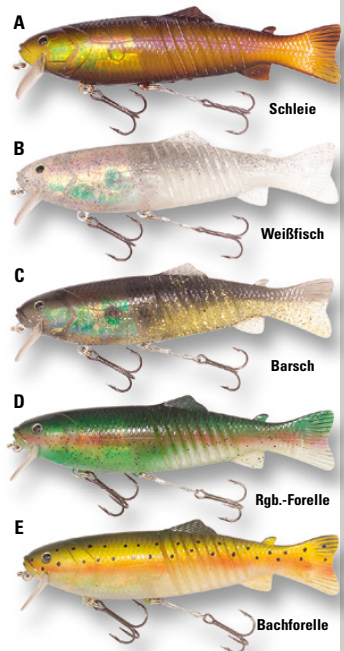 A
Schleie
B
Weißfisch
C
Barsch
D
Rgb.-Forelle
E
Bachforelle